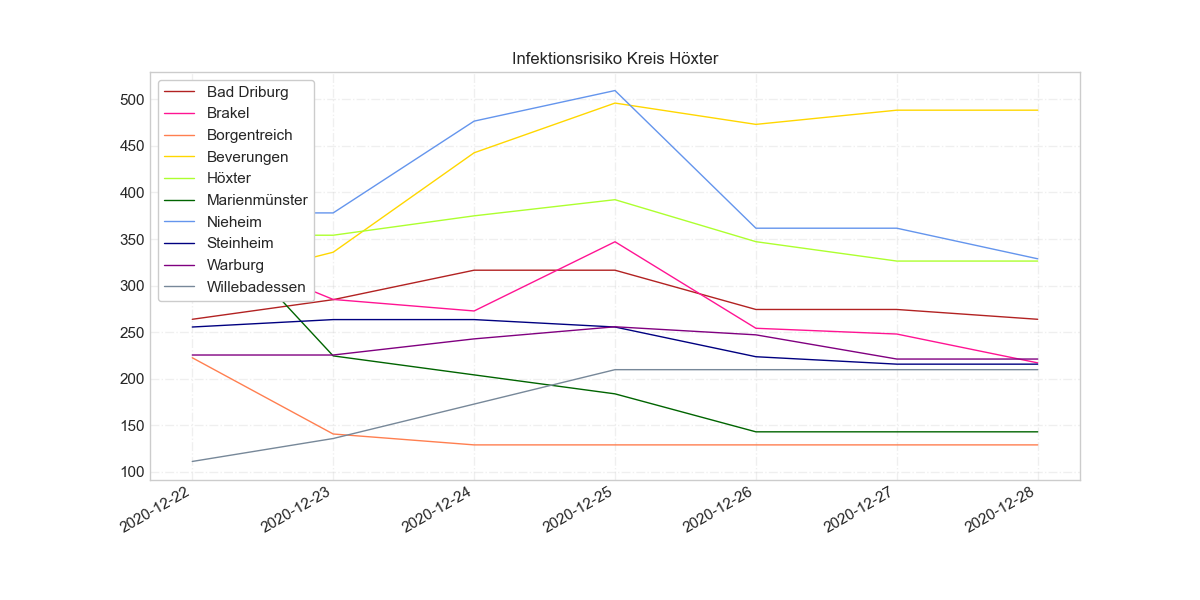 Infektionsrisiko Kreis Höxter
500
450
400
350
300
250
200
150
100
Bad Driburg
Brakel
Borgentreich
Beverungen
Höxter
Marienmünster
Nieheim
Steinheim
Warburg
Willebadessen
2020-12-22
2020-12-23
2020-12-24
2020-12-25
2020-12-26
2020-12-27
2020-12-28